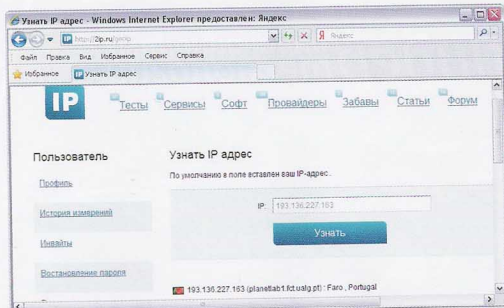 Узнать IP адрес - Windows Internet Explorer предоставлен: Яндекс
IP http://2ip.ru/
Я Яндекс
Файл Правка Вид Избранное Сервис Справка
Избранное IP Узнать IP адрес
IP Тесты Сервисы Софт Провайдеры Забавы Статьи Форум
Пользователь
Профиль
История измерений
Инвайты
Востановление пароля
Узнать IP адрес
По умолчанию в поле вставлен ваш IP-адрес.
IP: 193.136.227.163
Узнать
193.136.227.163 (planetlab1.fct.ualg.pt) : Faro , Portugal